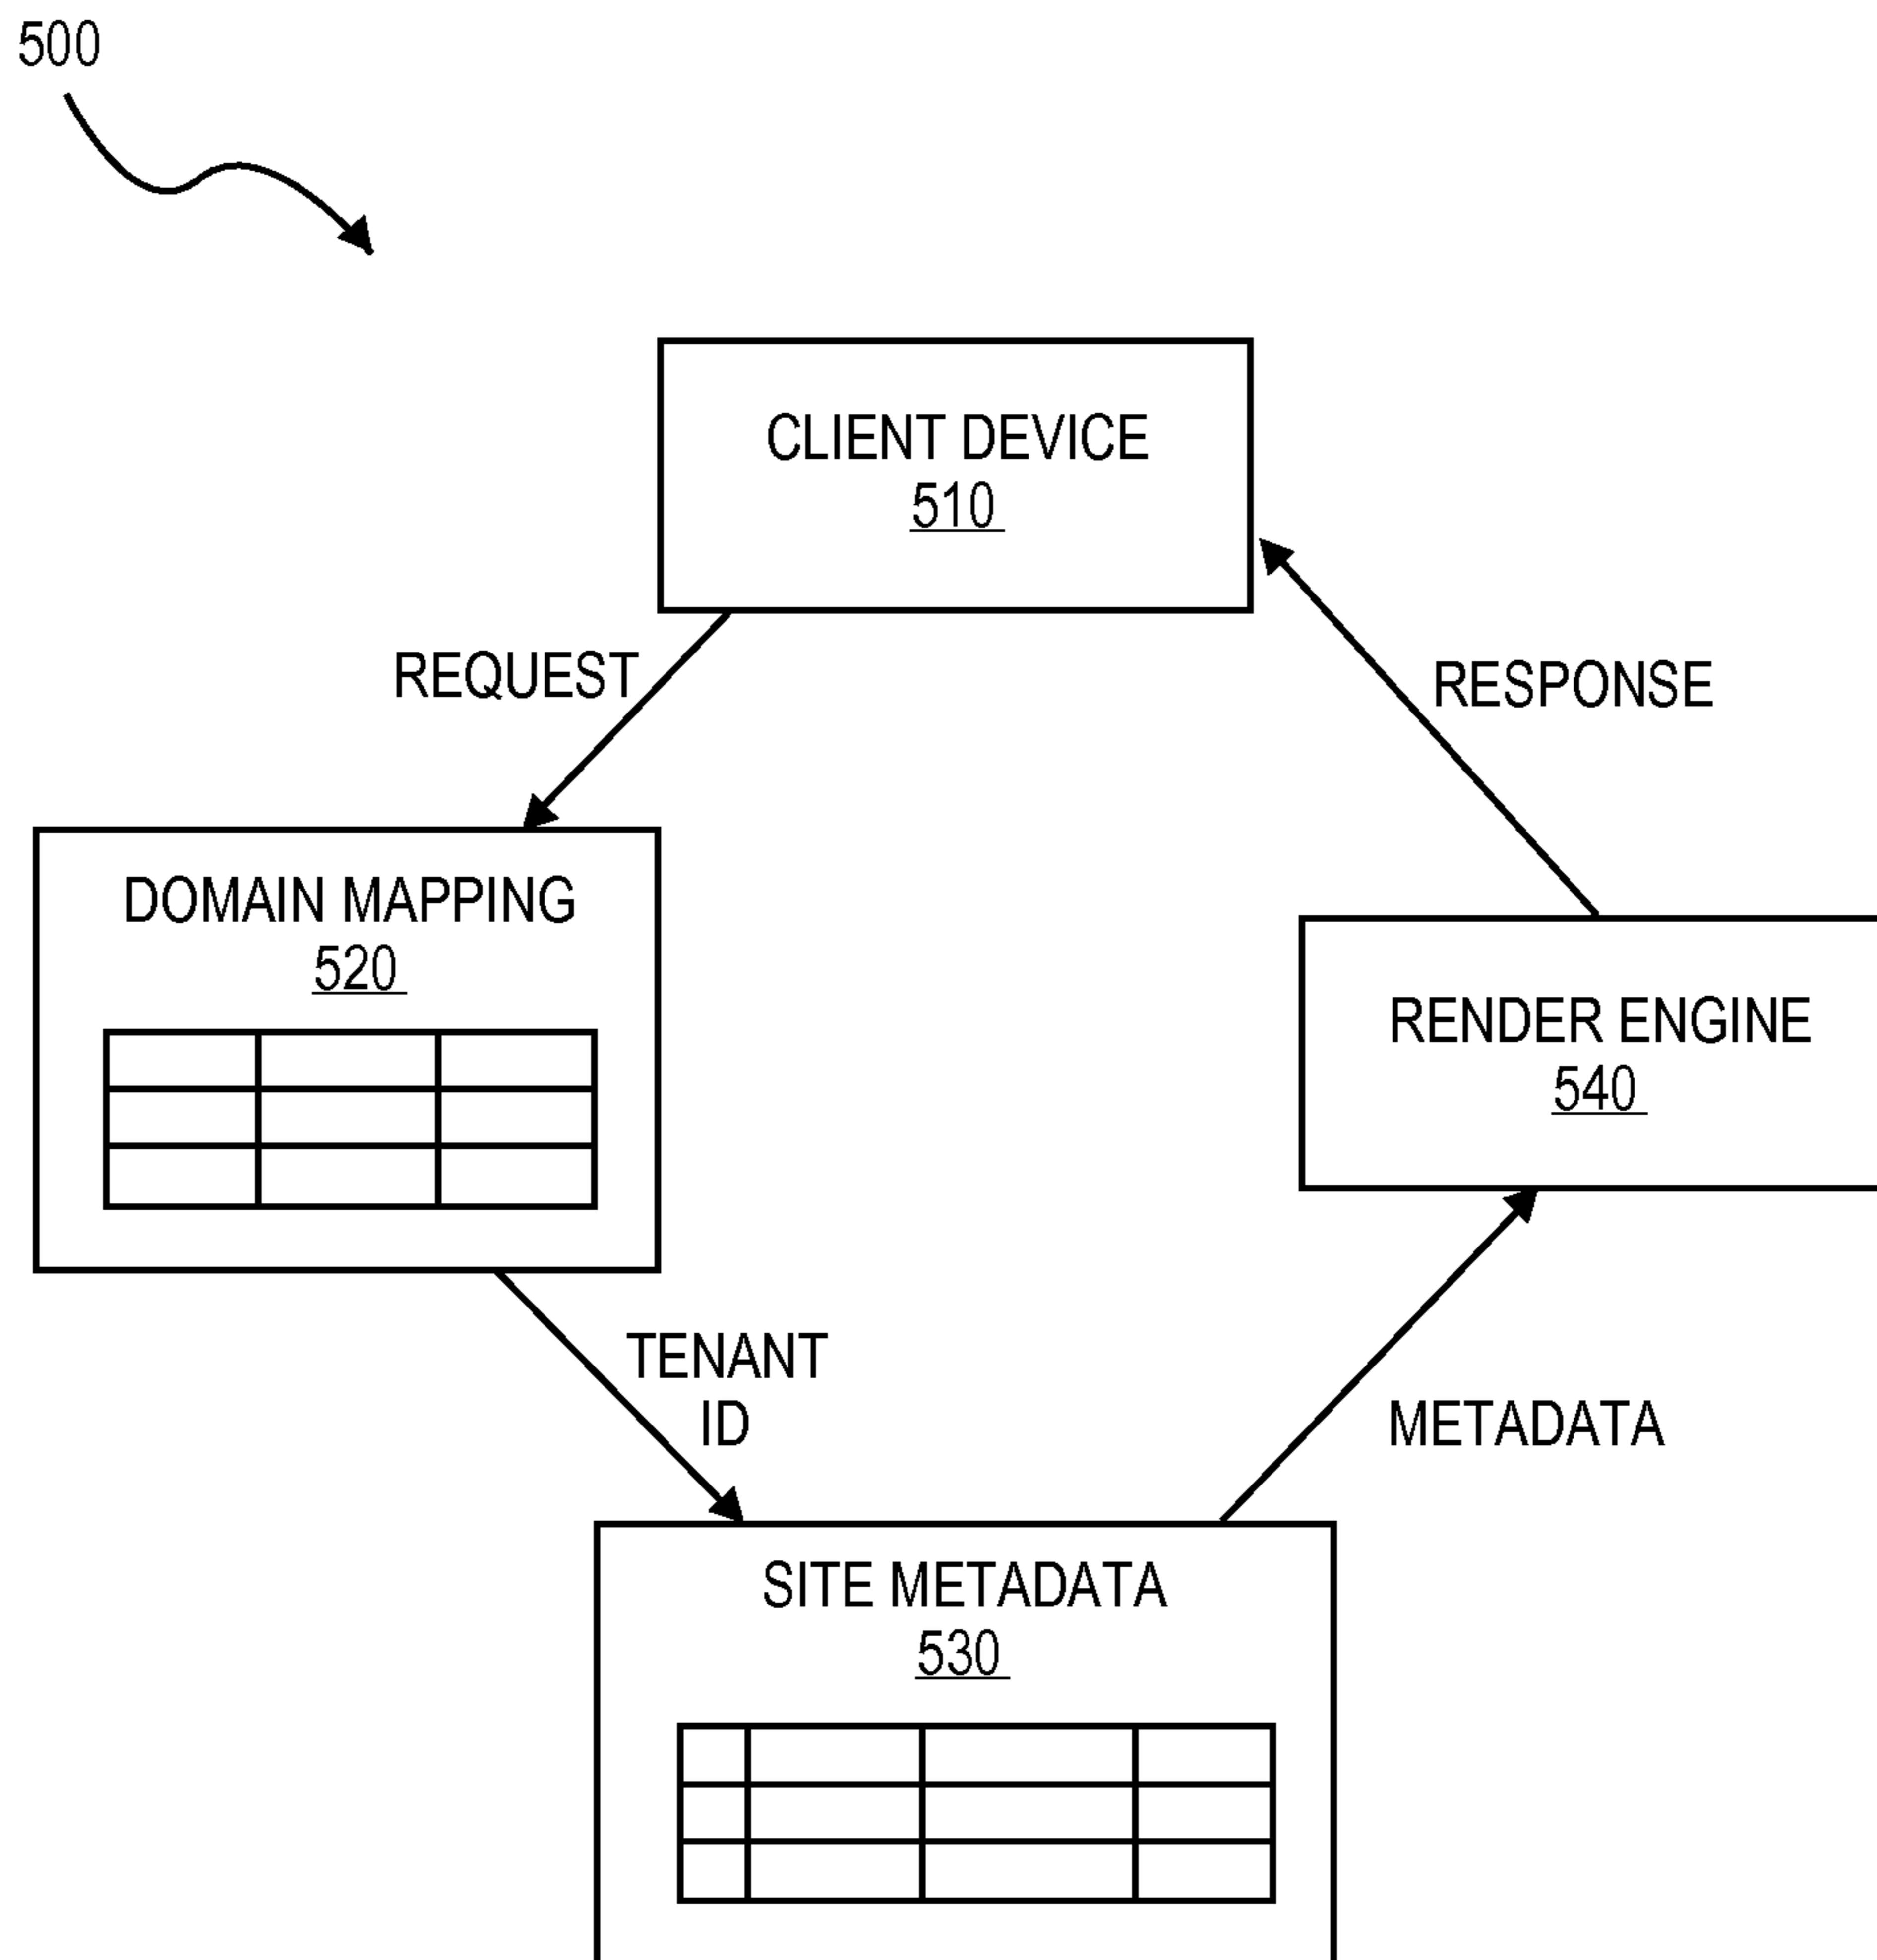 500
CLIENT DEVICE
510
REQUEST
RESPONSE
DOMAIN MAPPING
520
RENDER ENGINE
540
TENANT
ID
METADATA
SITE METADATA
530